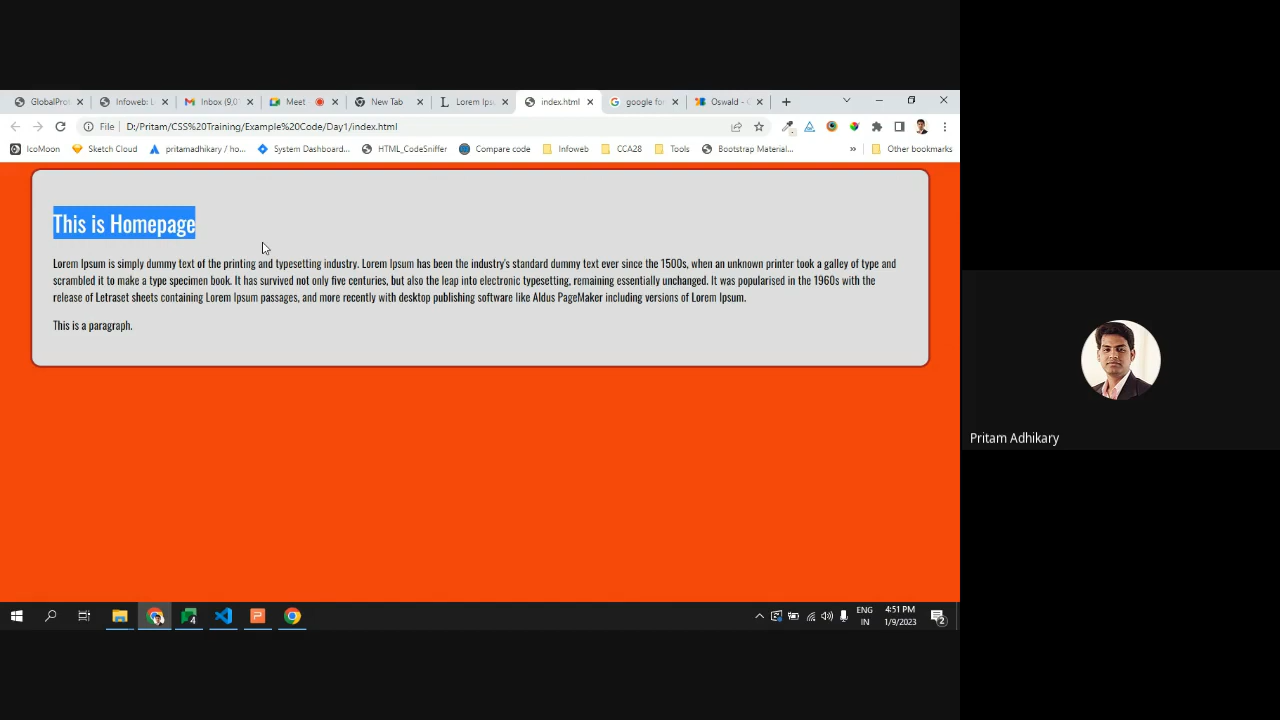 GlobalPro
Infoweb: L
Inbox (9,0
Meet
New Tab
Lorem Ips
index.html
google fo
Oswald - G
File D:/Pritam/CSS%20Training/Example%20Code/Day1/index.html
IcoMoon
Sketch Cloud
pritamadhikary / ho...
System Dashboard...
HTML_CodeSniffer
Compare code
Infoweb
CCA28
Tools
Bootstrap Material...
»
Other bookmarks
This is Homepage
Lorem Ipsum is simply dummy text of the printing and typesetting industry. Lorem Ipsum has been the industry's standard dummy text ever since the 1500s, when an unknown printer took a galley of type and
scrambled it to make a type specimen book. It has survived not only five centuries, but also the leap into electronic typesetting, remaining essentially unchanged. It was popularised in the 1960s with the
release of Letraset sheets containing Lorem Ipsum passages, and more recently with desktop publishing software like Aldus PageMaker including versions of Lorem Ipsum.
This is a paragraph.
Pritam Adhikary
4
ENG
IN
4:51 PM
1/9/2023
2